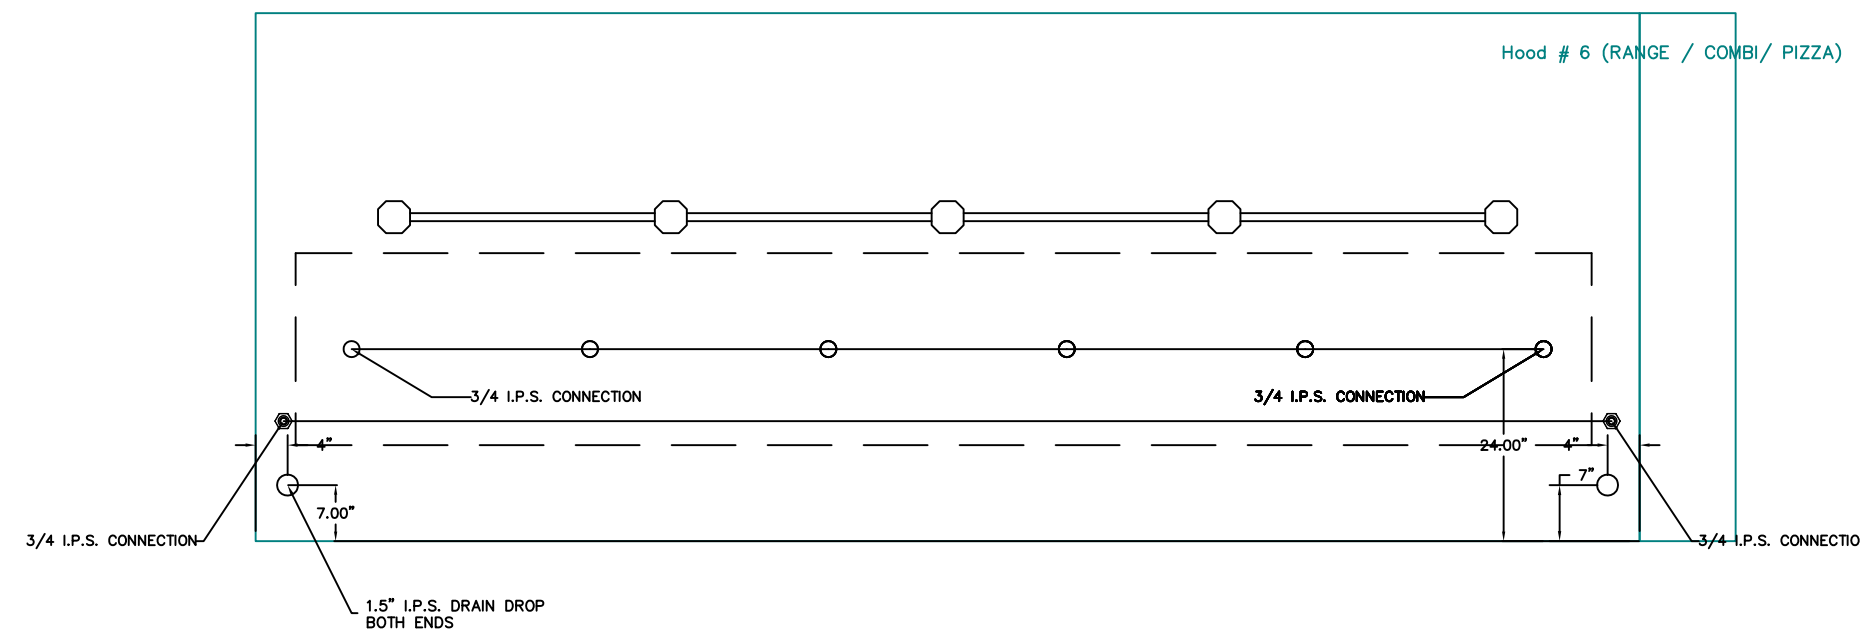 Hood # 6 (RANGE / COMBI/ PIZZA)
3/4 I.P.S. CONNECTION
3/4 I.P.S. CONNECTION
4"
24.00"
4"
7"
7.00"
3/4 I.P.S. CONNECTION
3/4 I.P.S. CONNECTIO
1.5" I.P.S. DRAIN DROP
BOTH ENDS